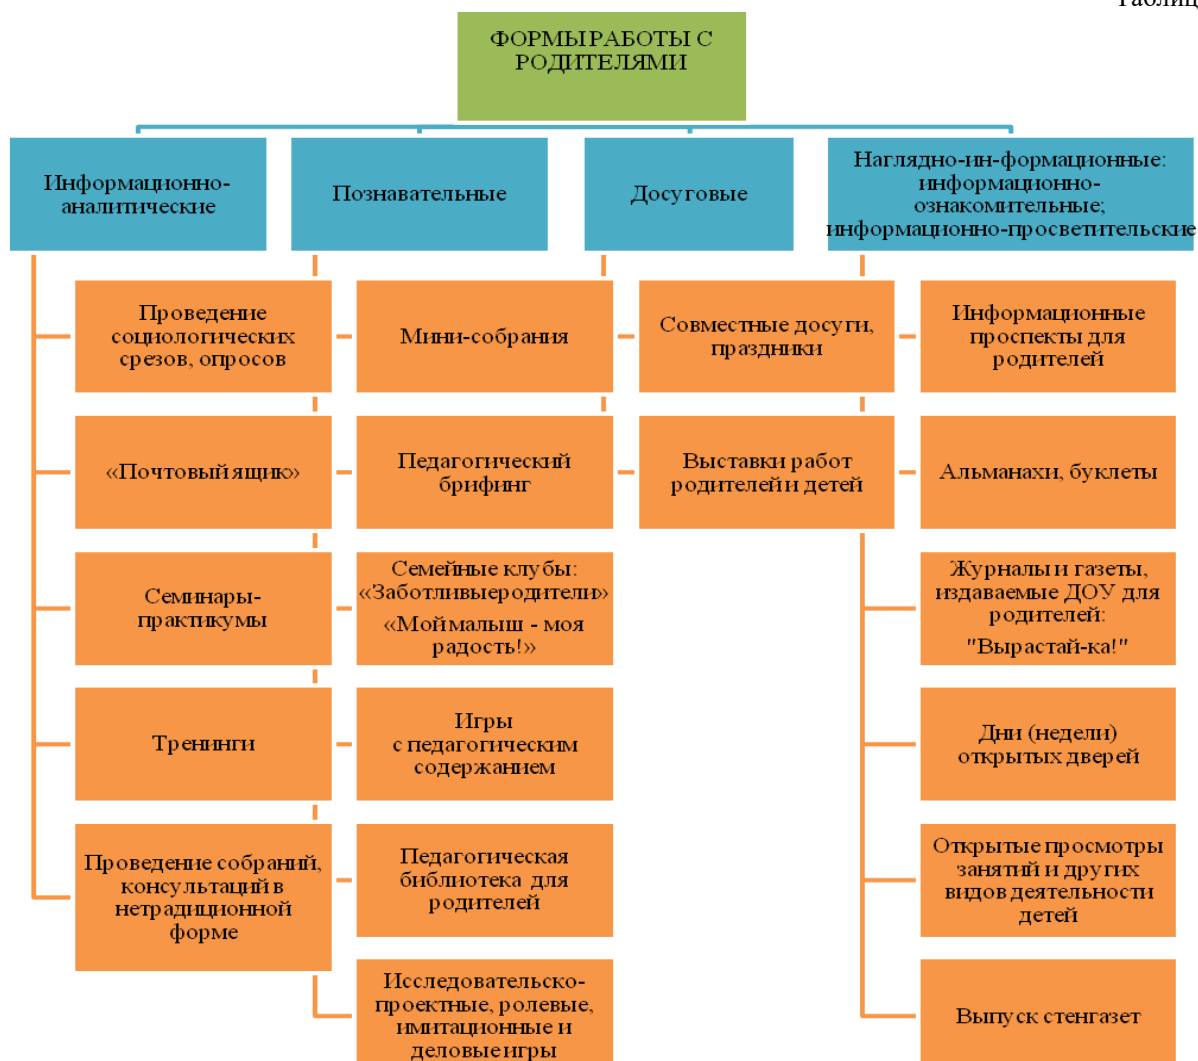 Таблиц
ФОРМЫ РАБОТЫ С
РОДИТЕЛЯМИ
Информационно-
аналитические
Познавательные
Досуговые
Наглядно-ин-формационные:
информационно-
ознакомительные;
информационно-просветительские
Проведение
социологических
срезов, опросов
Мини-собрания
Совместные досуги,
праздники
Информационные
проспекты для
родителей
«Почтовый ящик»
Педагогический
брифинг
Выставки работ
родителей и детей
Альманахи, буклеты
Семинары-
практикумы
Семейные клубы:
«Заботливыеродители»
«Мой малыш - моя
радость!»
Журналы и газеты,
издаваемые ДОУ для
родителей:
"Вырастай-ка!"
Тренинги
Игры
с педагогическим
содержанием
Дни (недели)
открытых дверей
Проведение собраний,
консультаций в
нетрадиционной
форме
Педагогическая
библиотека для
родителей
Открытые просмотры
занятий и других
видов деятельности
детей
Исследовательско-
проектные, ролевые,
имитационные и
деловые игры
Выпуск стенгазет